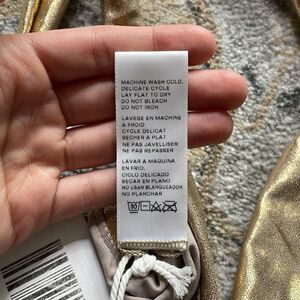 MACHINE WASH COLD,
DELICATE CYCLE
LAY FLAT TO DRY
DO NOT BLEACH
DO NOT IRON
LAVEGE EN MACHINE
A FROID
CYCLE DELICAT
SECHER A PLAT
NE PAS JAVELLISER
NE PAS REPASSER
LAVAR A MAQUINA
EN FRIO,
CICLO DELICADO
SECAR EN PLANO
NO USAR BLANQUEADOR
NO PLANCHAR
30